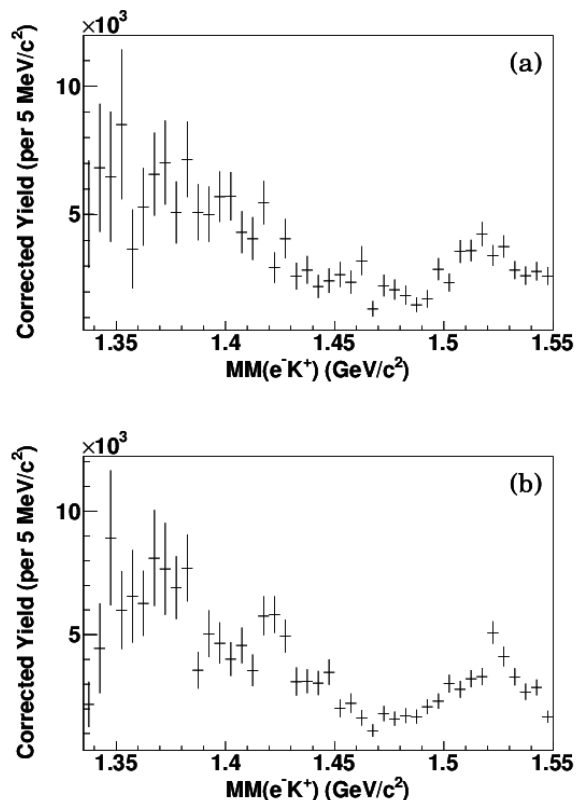 ×10³
(a)
10
5
Corrected Yield (per 5 MeV/c²)
1.35 1.4 1.45 1.5 1.55
MM(e⁻K⁺) (GeV/c²)
×10³
(b)
10
5
Corrected Yield (per 5 MeV/c²)
1.35 1.4 1.45 1.5 1.55
MM(e⁻K⁺) (GeV/c²)